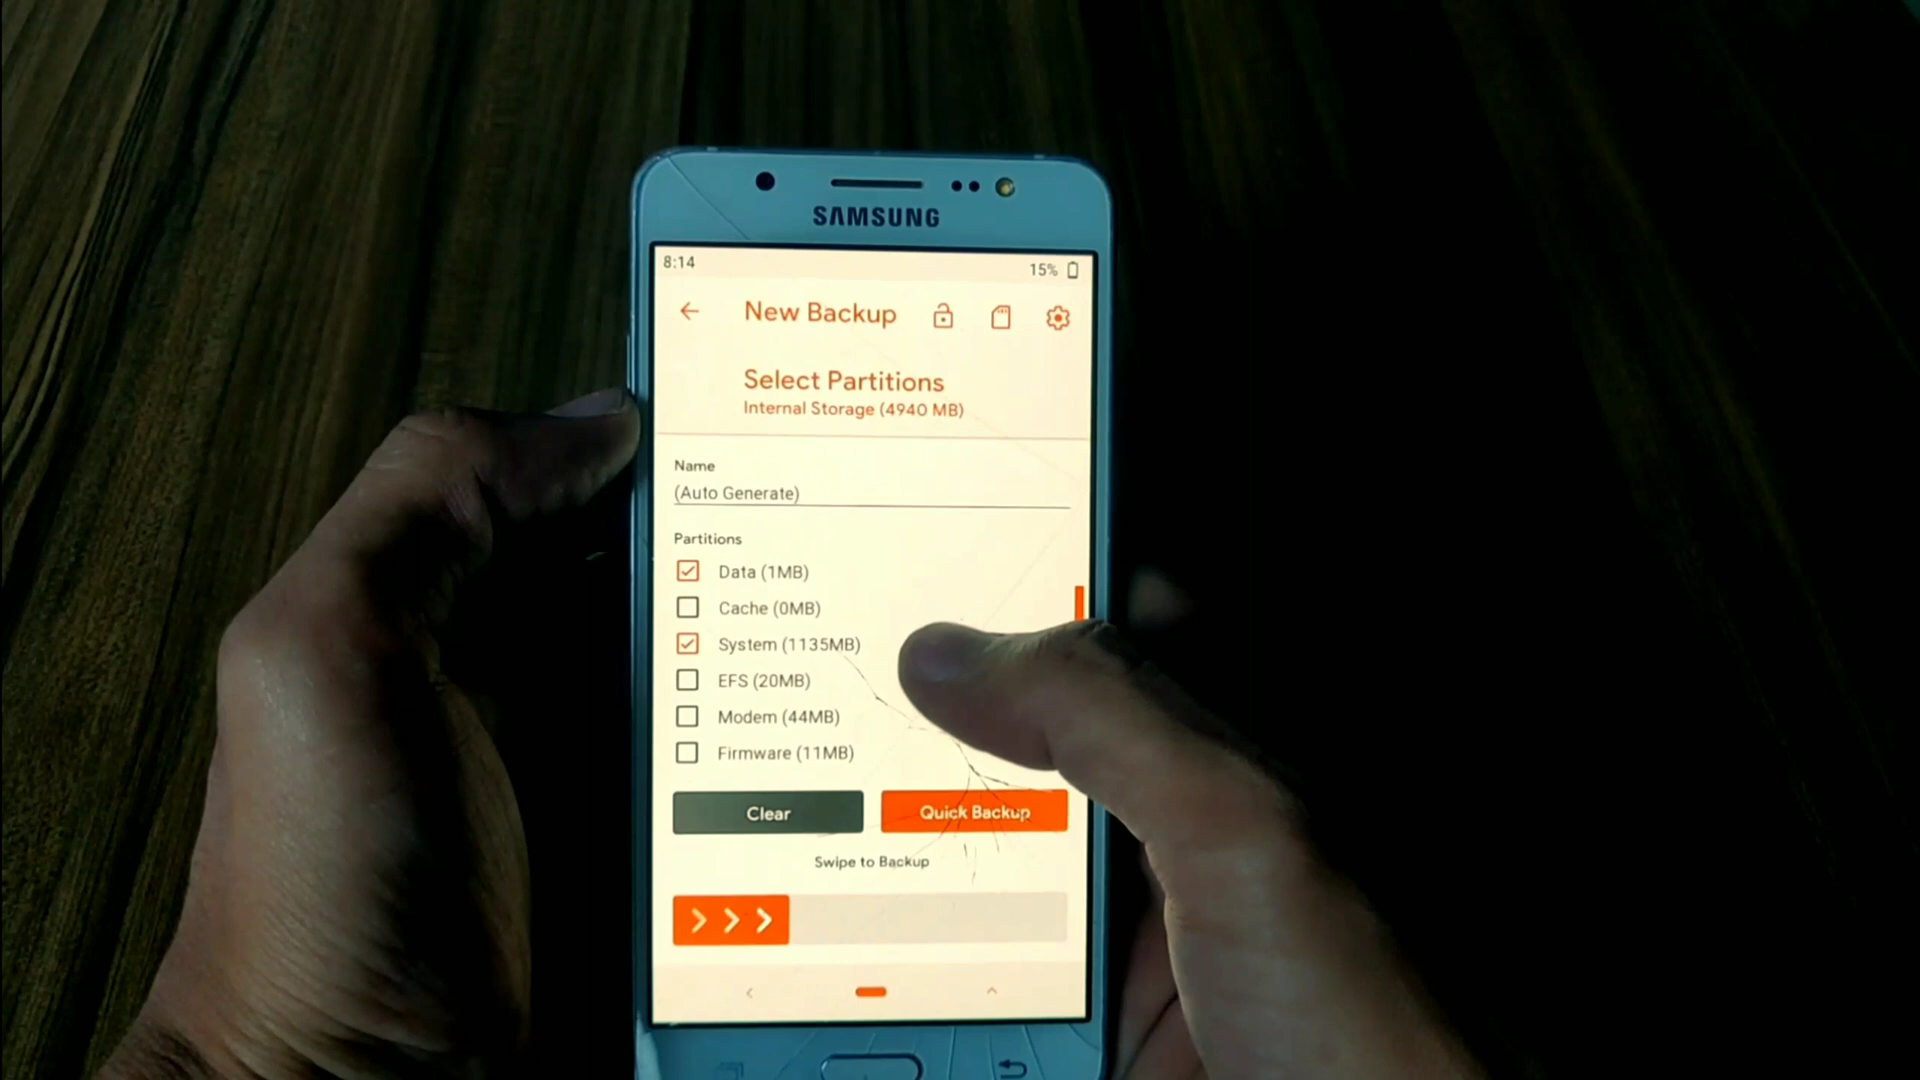 SAMSUNG
8:14
15%
New Backup
Select Partitions
Internal Storage (4940 MB)
Name
(Auto Generate)
Partitions
Data (1MB)
Cache (0MB)
System (1135MB)
EFS (20MB)
Modem (44MB)
Firmware (11MB)
Clear
Quick Backup
Swipe to Backup